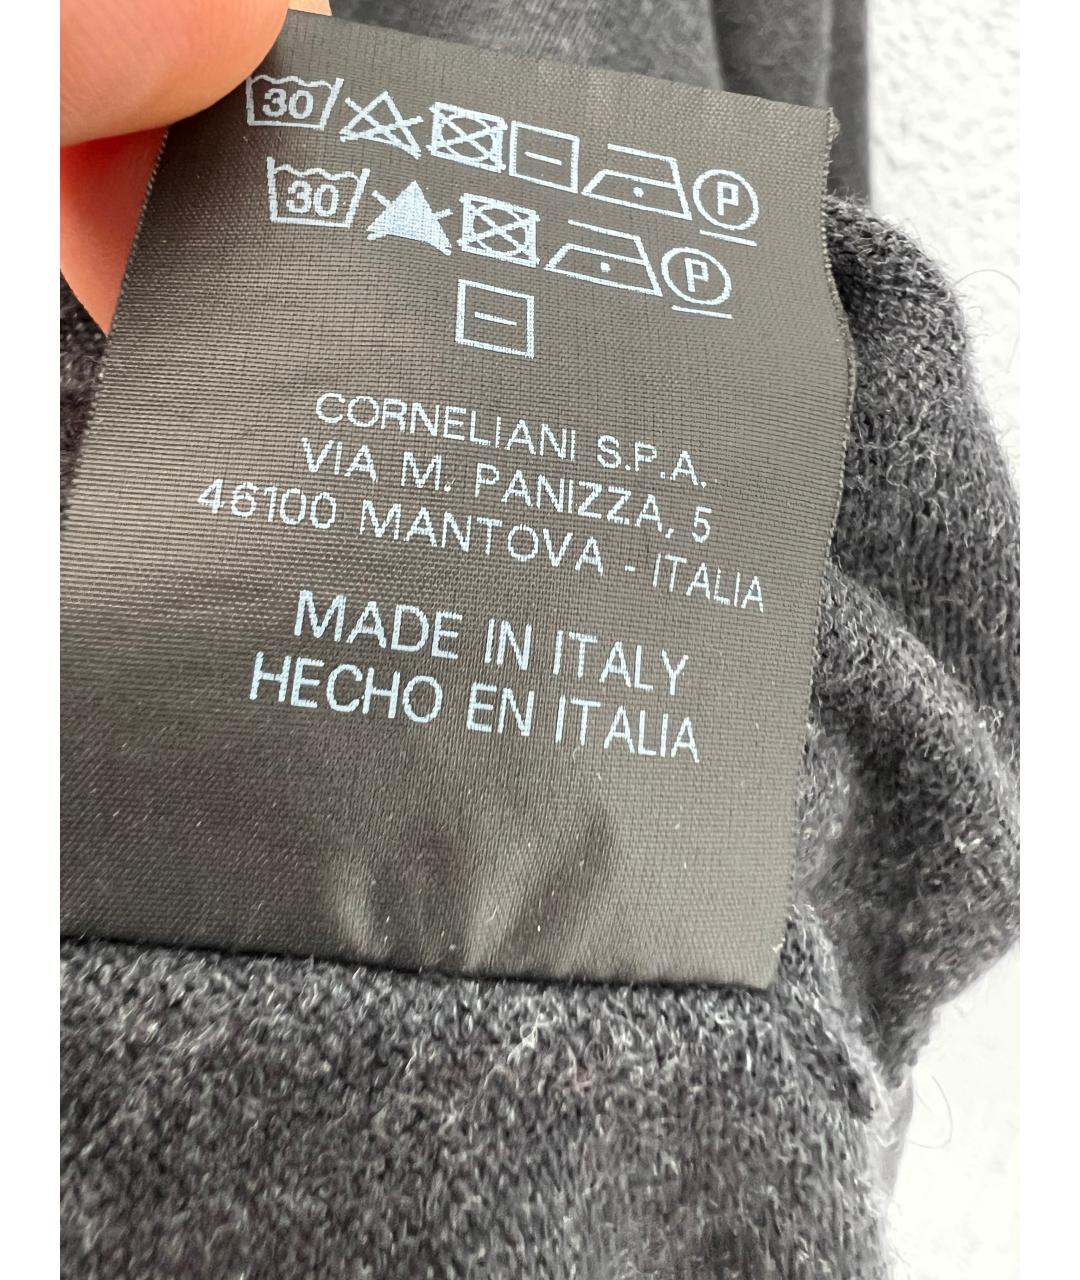 30 P
30 P
CORNELIANI S.P.A.
VIA M. PANIZZA, 5
46100 MANTOVA - ITALIA
MADE IN ITALY
HECHO EN ITALIA